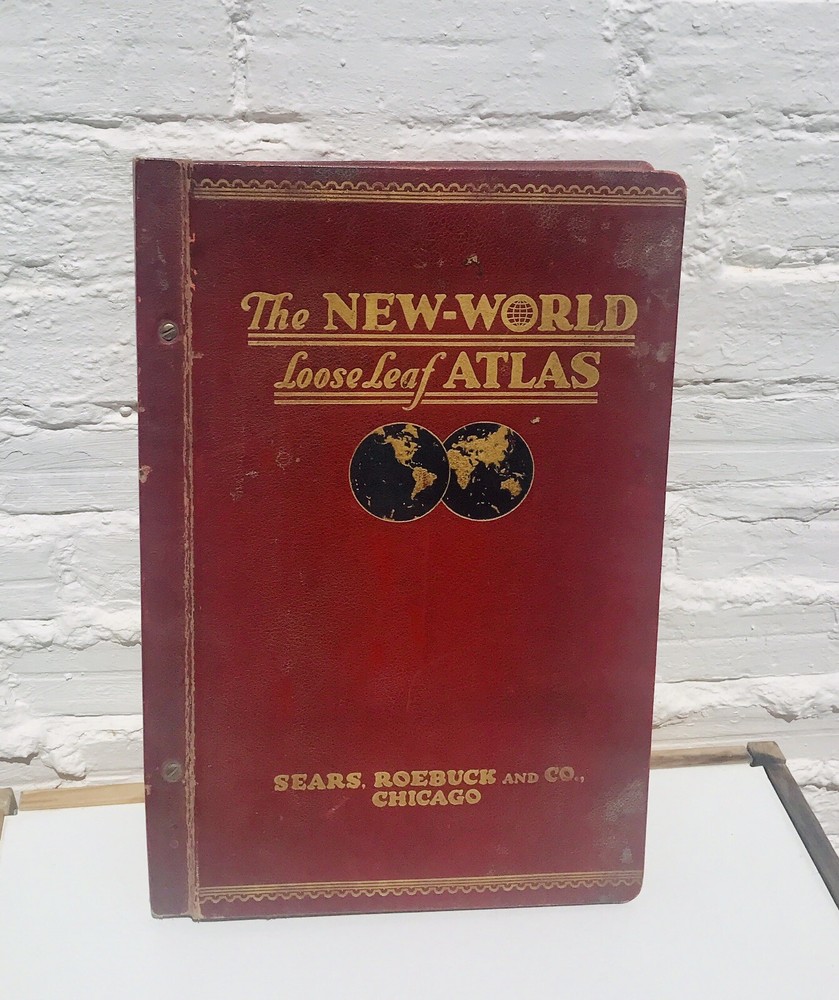 The NEW-WORLD
Loose Leaf ATLAS
SEARS, ROEBUCK AND CO.,
CHICAGO